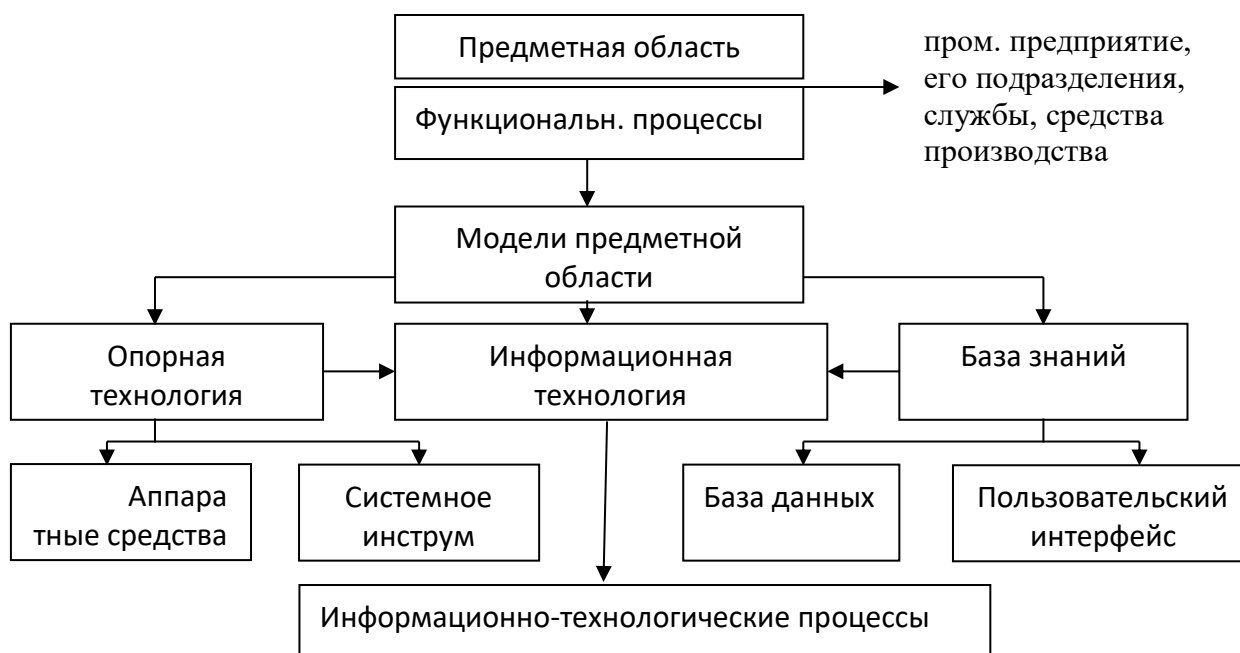 Предметная область
пром. предприятие,
его подразделения,
службы, средства
производства
Функциональн. процессы
Модели предметной
области
Опорная
технология
Информационная
технология
База знаний
Аппара
тные средства
Системное
инструм
База данных
Пользовательский
интерфейс
Информационно-технологические процессы